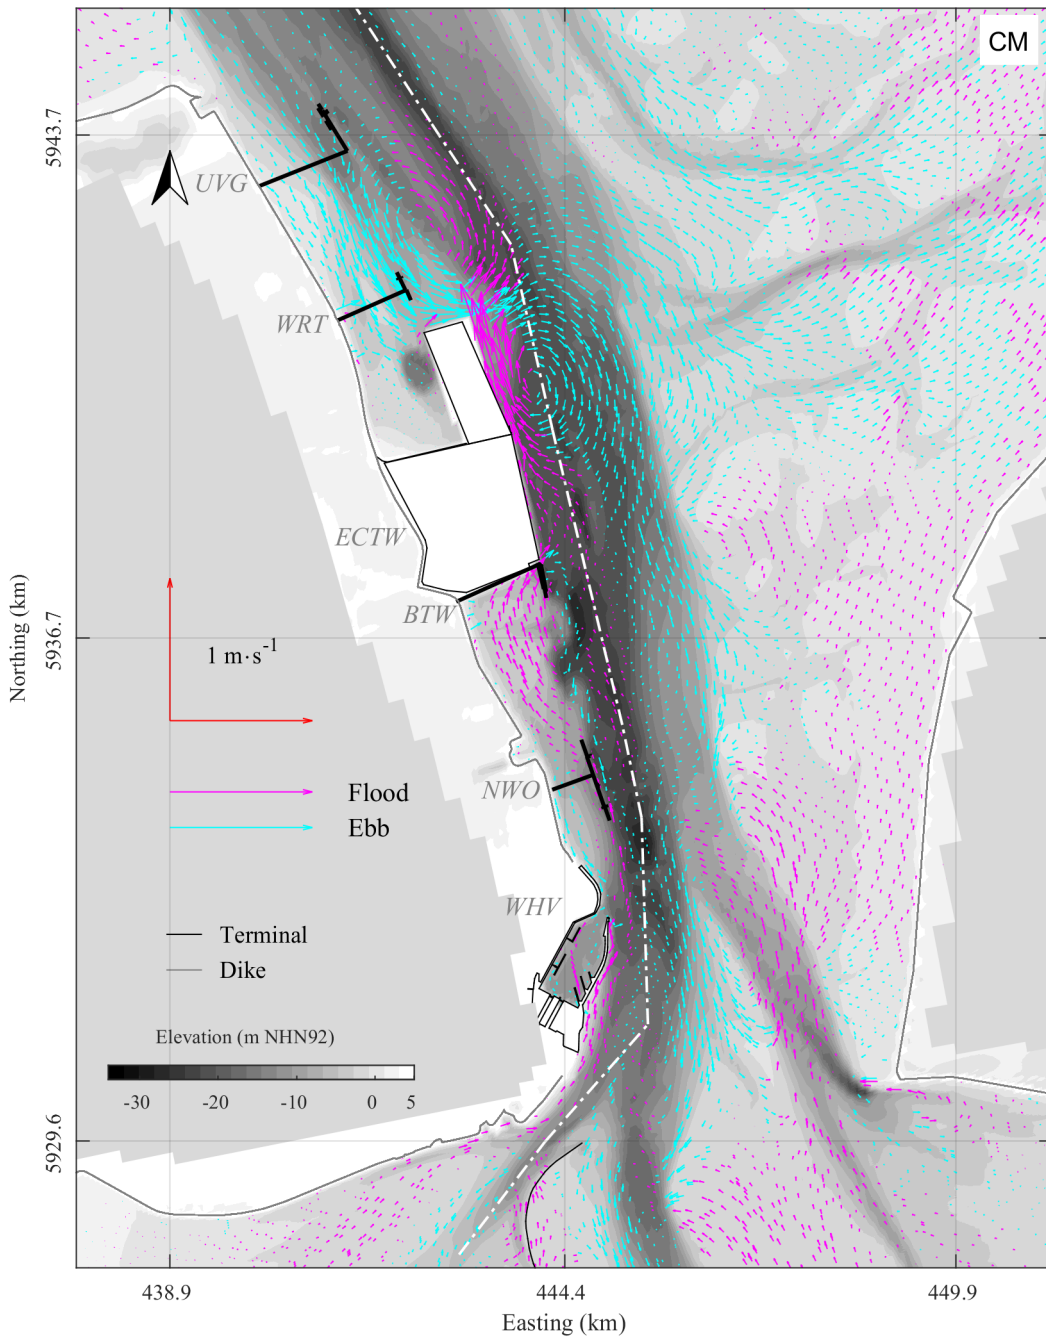 CM
5943.7
UVG
WRT
ECTW
BTW
5936.7
Northing (km)
1 m·s-1
NWO
Flood
Ebb
WHV
Terminal
Dike
Elevation (m NHN92)
-30 -20 -10 0 5
5929.6
438.9 444.4 449.9
Easting (km)